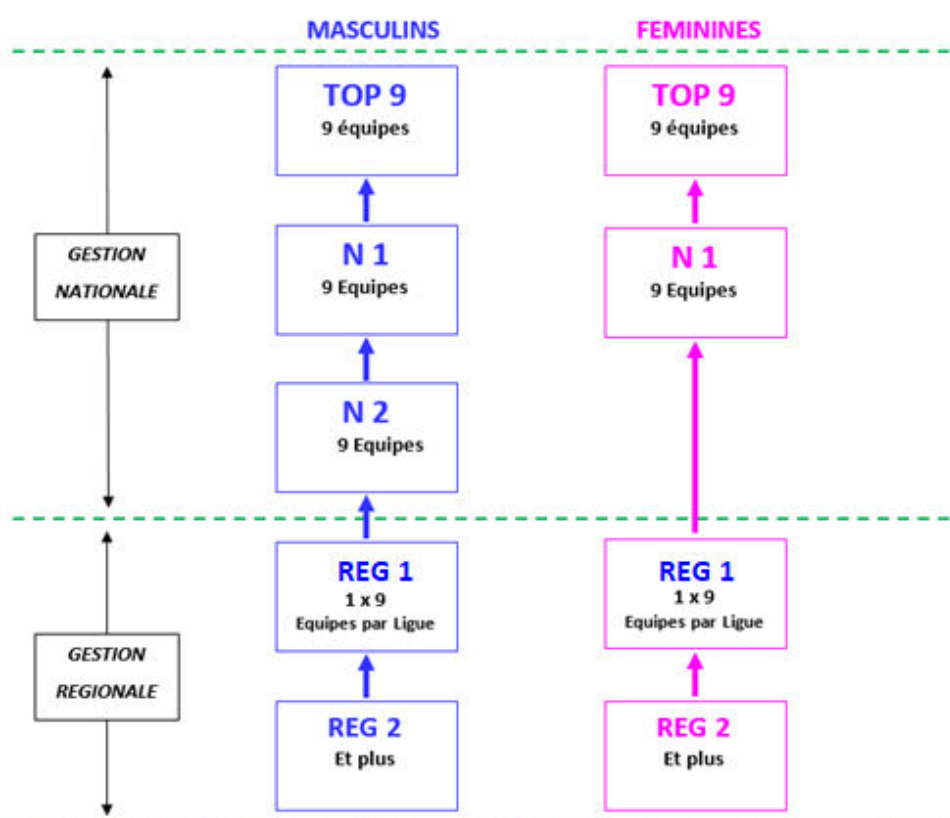 MASCULINS
FEMININES
TOP 9
9 équipes
TOP 9
9 équipes
GESTION
NATIONALE
N 1
9 Equipes
N 1
9 Equipes
N 2
9 Equipes
REG 1
1 x 9
Equipes par Ligue
REG 1
1 x 9
Equipes par Ligue
GESTION
REGIONALE
REG 2
Et plus
REG 2
Et plus